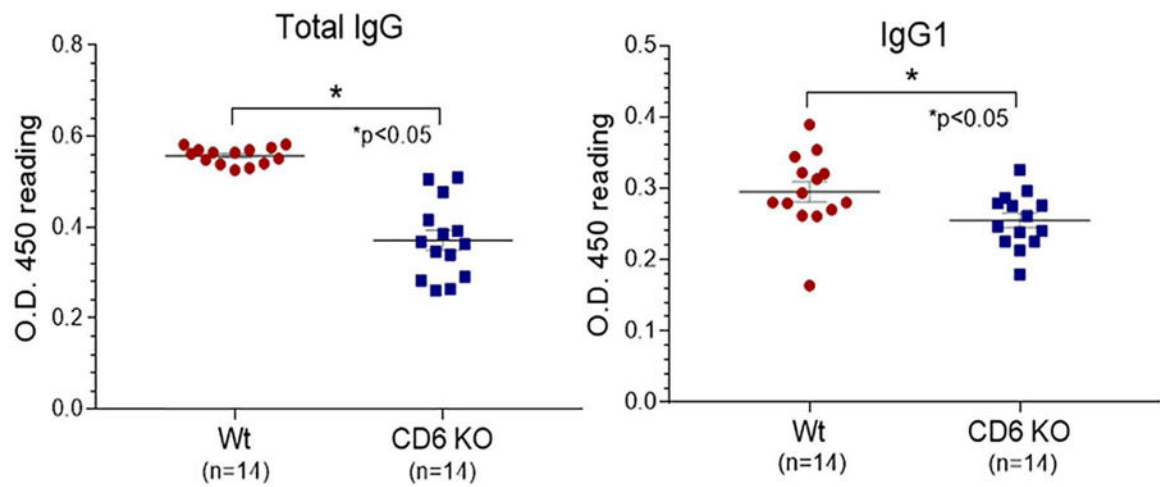 Total IgG
O.D. 450 reading
0.8
0.6
0.4
0.2
0.0
*
*p<0.05
Wt
(n=14)
CD6 KO
(n=14)
IgG1
O.D. 450 reading
0.5
0.4
0.3
0.2
0.1
0.0
*
*p<0.05
Wt
(n=14)
CD6 KO
(n=14)